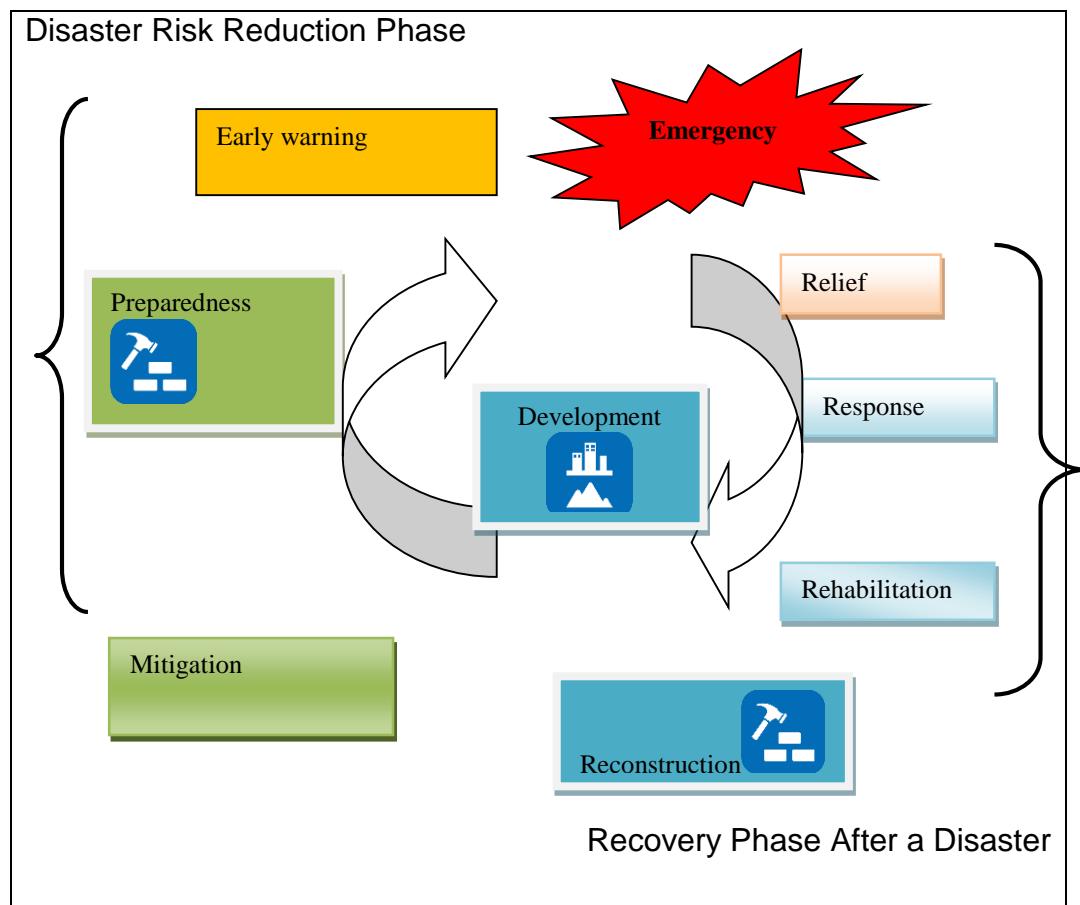 Disaster Risk Reduction Phase
Early warning
Emergency
Preparedness
Relief
Development
Response
Rehabilitation
Mitigation
Reconstruction
Recovery Phase After a Disaster